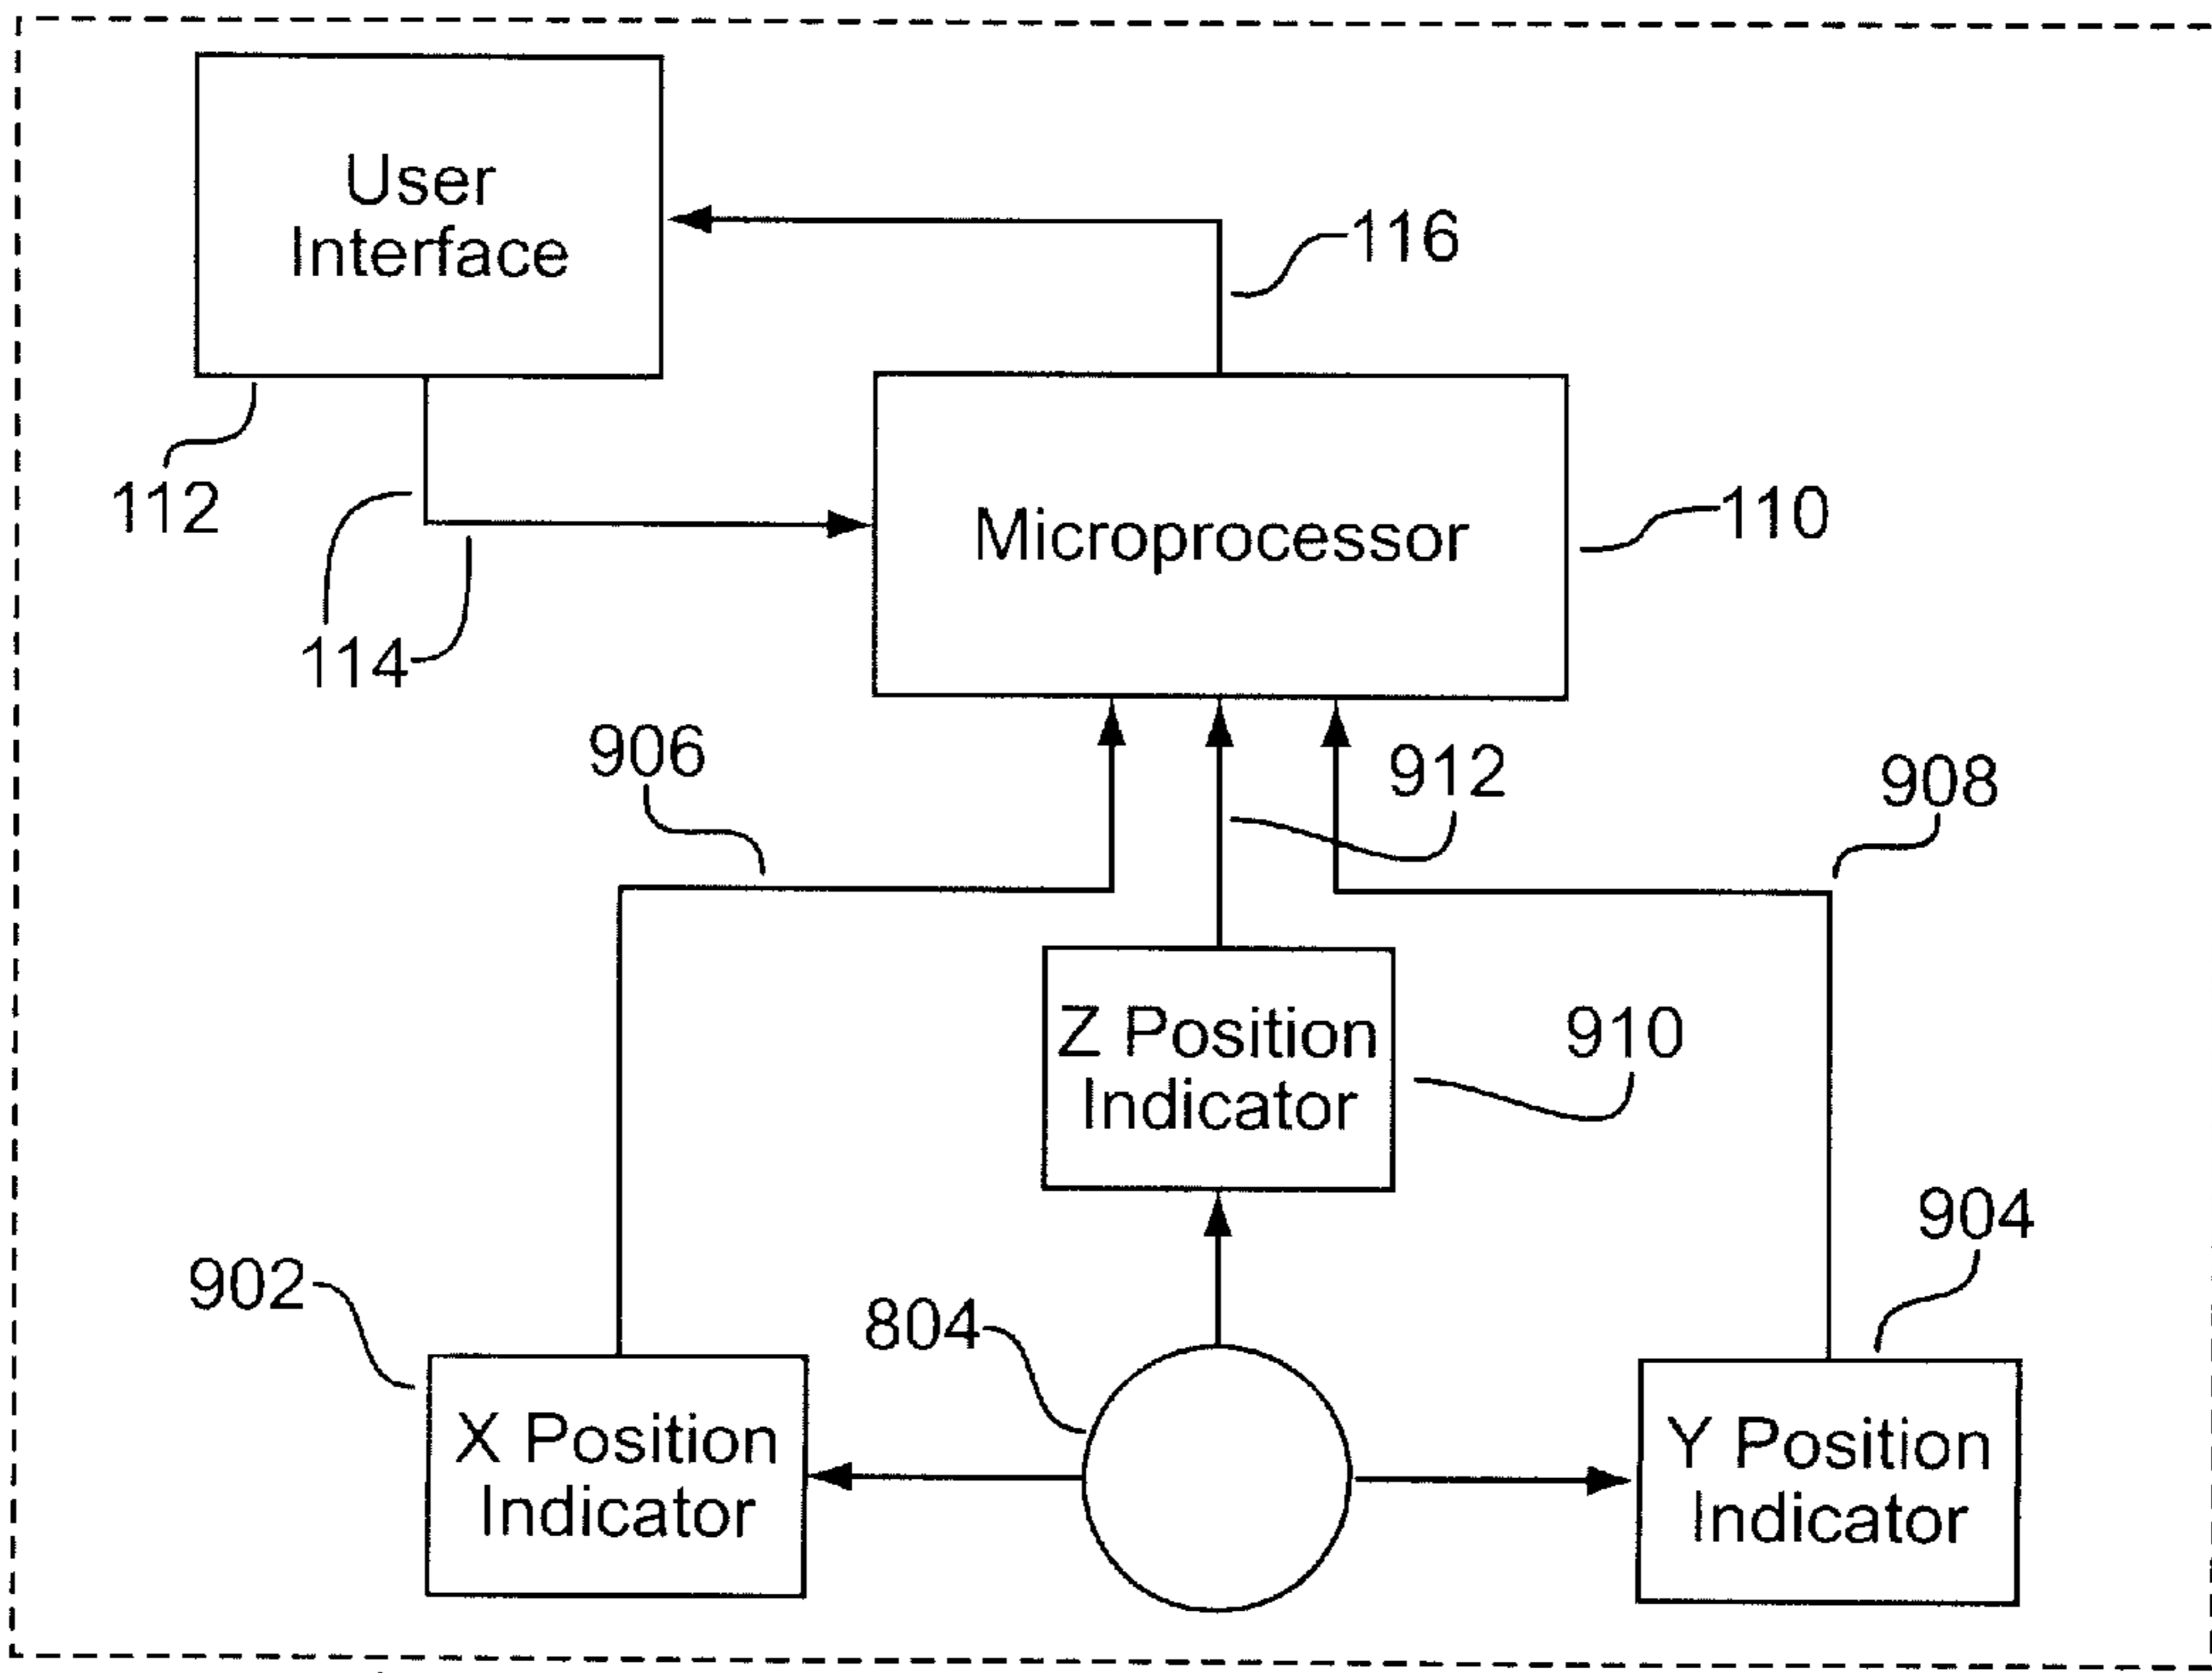 User
Interface
116
112
114
Microprocessor
110
906
912
908
Z Position
Indicator
910
904
902
804
X Position
Indicator
Y Position
Indicator